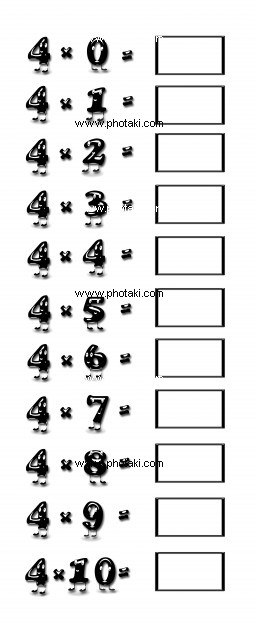 4 × 0 =
4 × 1 =
www.photaki.com
4 × 2 =
4 × 3 =
4 × 4 =
www.photaki.com
4 × 5 =
4 × 6 =
4 × 7 =
4 × 8 =
www.photaki.com
4 × 9 =
4 × 10 =